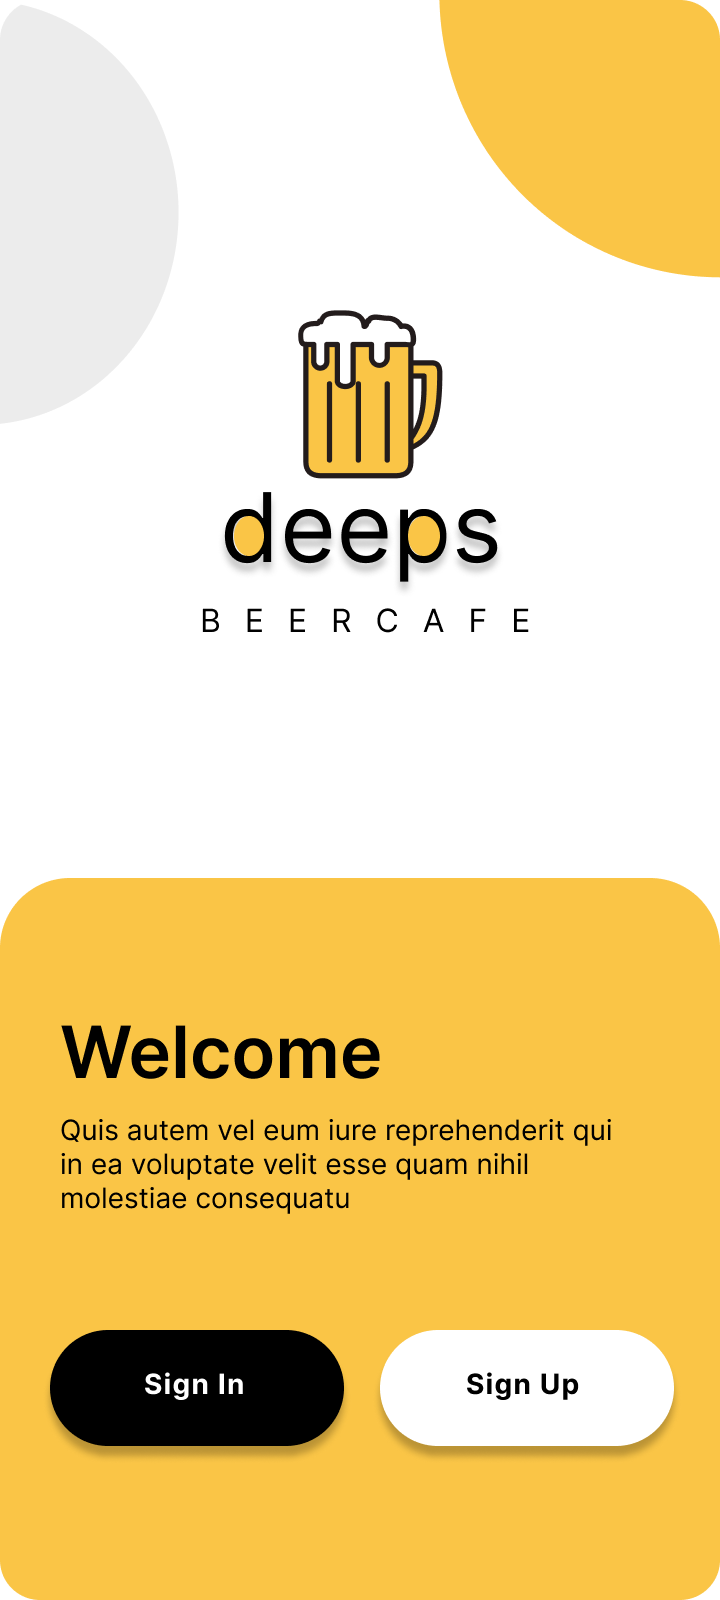 deeps
BEERCAFE
Welcome
Quis autem vel eum iure reprehenderit qui
in ea voluptate velit esse quam nihil
molestiae consequatu
Sign In
Sign Up